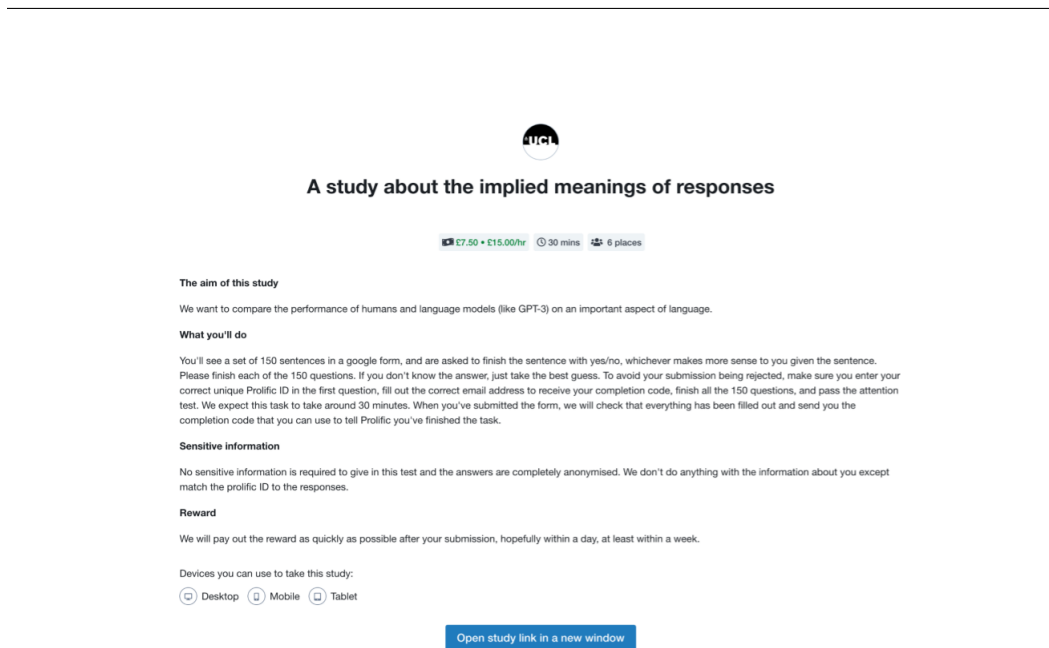 UCL
A study about the implied meanings of responses
£7.50 • £15.00/hr 30 mins 6 places
The aim of this study
We want to compare the performance of humans and language models (like GPT-3) on an important aspect of language.
What you'll do
You'll see a set of 150 sentences in a google form, and are asked to finish the sentence with yes/no, whichever makes more sense to you given the sentence.
Please finish each of the 150 questions. If you don't know the answer, just take the best guess. To avoid your submission being rejected, make sure you enter your
correct unique Prolific ID in the first question, fill out the correct email address to receive your completion code, finish all the 150 questions, and pass the attention
test. We expect this task to take around 30 minutes. When you've submitted the form, we will check that everything has been filled out and send you the
completion code that you can use to tell Prolific you've finished the task.
Sensitive information
No sensitive information is required to give in this test and the answers are completely anonymised. We don't do anything with the information about you except
match the prolific ID to the responses.
Reward
We will pay out the reward as quickly as possible after your submission, hopefully within a day, at least within a week.
Devices you can use to take this study:
Desktop Mobile Tablet
Open study link in a new window